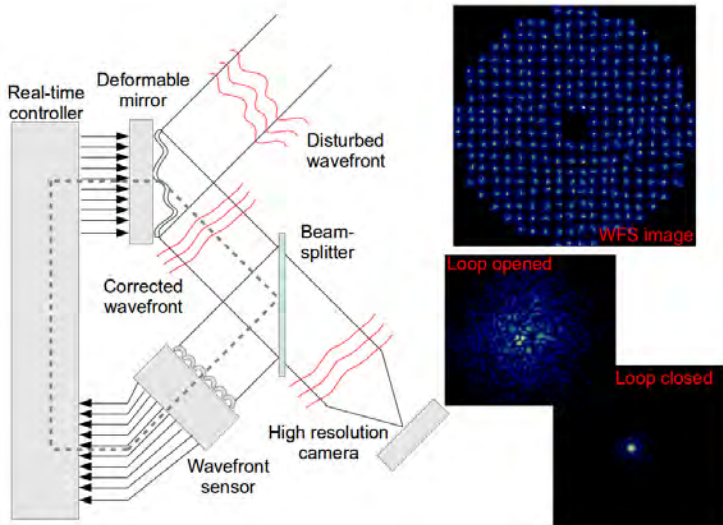 Real-time
controller
Deformable
mirror
Disturbed
wavefront
Beam-
splitter
Corrected
wavefront
Wavefront
sensor
High resolution
camera
WFS image
Loop opened
Loop closed